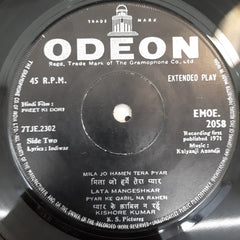 TRADE MARK
ODEON
Regd. Trade Mark of The Gramophone Co. Ltd.
45 R.P.M.
EXTENDED PLAY
Hindi Film :
PREET KI DORI
EMOE.
2058
7TJE.2302
Side Two
Lyrics : Indiwar
Recording first
published 1971
Music :
Kalyanji Anandji
MILA JO HAMEN TERA PYAR
मिला जो हमें तेरा प्यार
LATA MANGESHKAR
PYAR KE QABIL NA RAHEN
प्यार के क़ाबिल न रहें
KISHORE KUMAR
K. S. Pictures